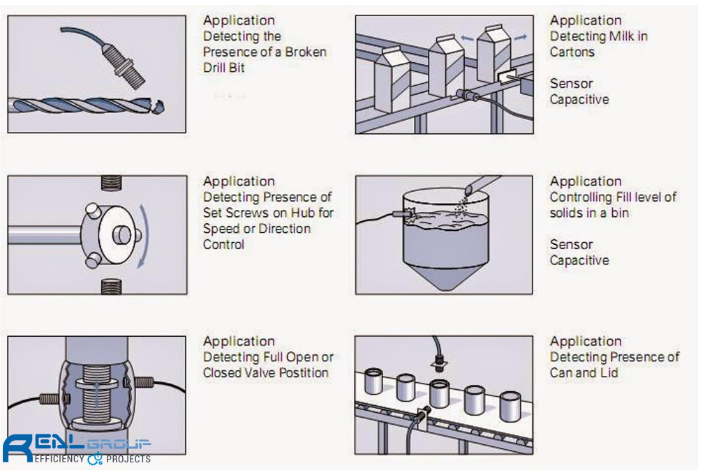 Application
Detecting the
Presence of a Broken
Drill Bit
Application
Detecting Milk in
Cartons
Sensor
Capacitive
Application
Detecting Presence of
Set Screws on Hub for
Speed or Direction
Control
Application
Controlling Fill level of
solids in a bin
Sensor
Capacitive
Application
Detecting Full Open or
Closed Valve Postition
Application
Detecting Presence of
Can and Lid
REAL GROUP
EFFICIENCY PROJECTS